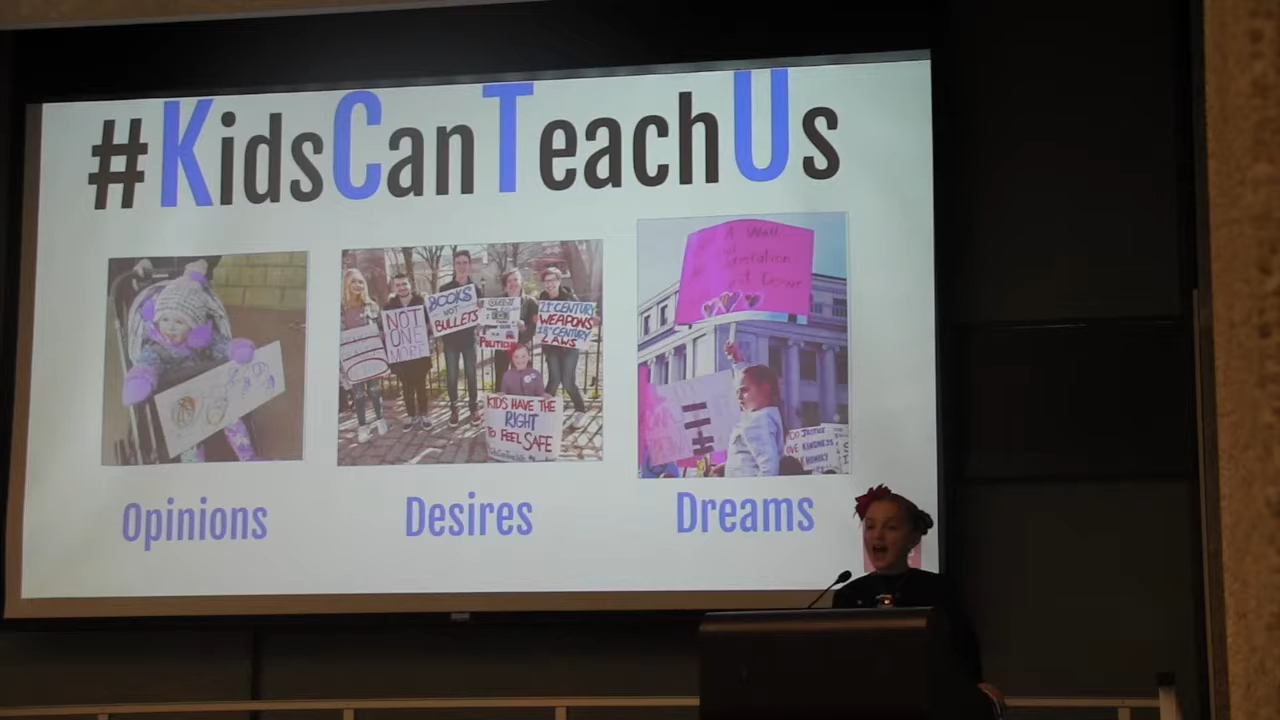 #KidsCanTeachUs
NOT
ONE
MORE
BOOKS
NOT
BULLETS
21st CENTURY
WEAPONS
18th CENTURY
LAWS
KIDS HAVE THE
RIGHT
TO FEEL SAFE
A Wall
Opinions
Desires
Dreams